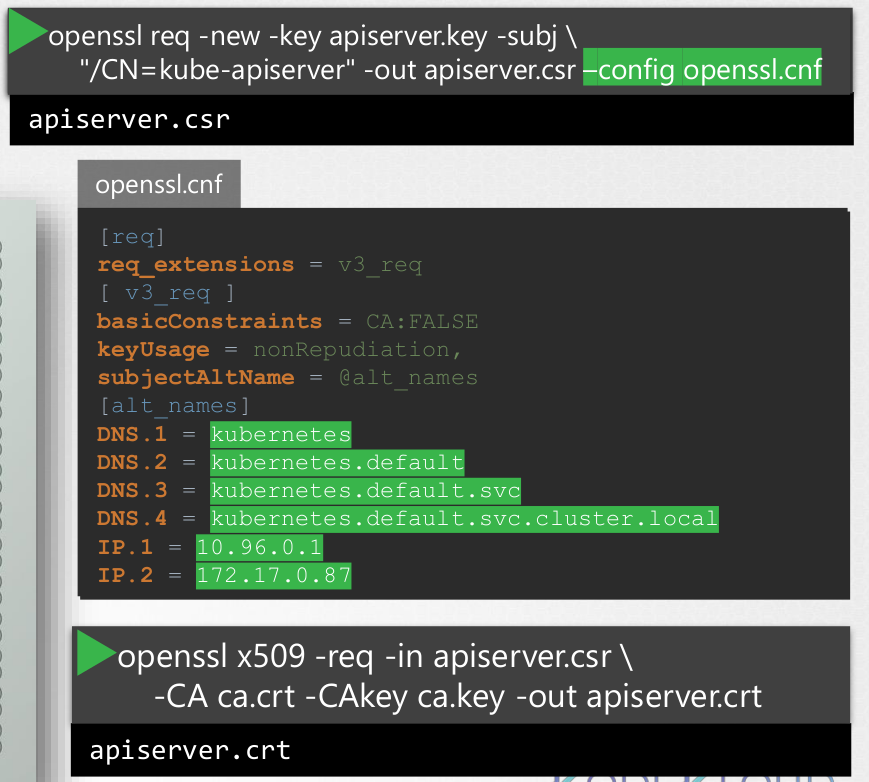 openssl req -new -key apiserver.key -subj \
"/CN=kube-apiserver" -out apiserver.csr –config openssl.cnf
apiserver.csr
openssl.cnf
[req]
req_extensions = v3_req
[ v3_req ]
basicConstraints = CA:FALSE
keyUsage = nonRepudiation,
subjectAltName = @alt_names
[alt_names]
DNS.1 = kubernetes
DNS.2 = kubernetes.default
DNS.3 = kubernetes.default.svc
DNS.4 = kubernetes.default.svc.cluster.local
IP.1 = 10.96.0.1
IP.2 = 172.17.0.87
openssl x509 -req -in apiserver.csr \
-CA ca.crt -CAkey ca.key -out apiserver.crt
apiserver.crt